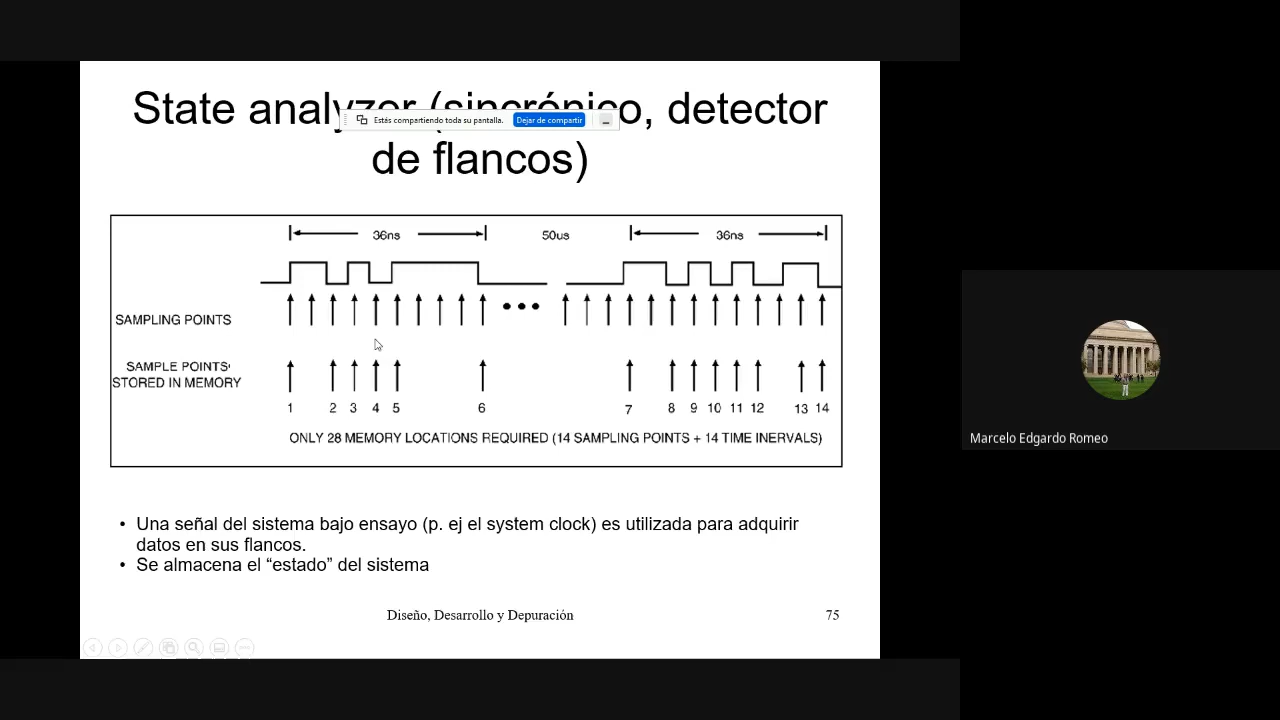 State analyzer (sincrónico, detector
de flancos)
Estás compartiendo toda su pantalla. Dejar de compartir
36ns 50us 36ns
SAMPLING POINTS
SAMPLE POINTS
STORED IN MEMORY
1 2 3 4 5 6 7 8 9 10 11 12 13 14
ONLY 28 MEMORY LOCATIONS REQUIRED (14 SAMPLING POINTS + 14 TIME INERVALS)
• Una señal del sistema bajo ensayo (p. ej el system clock) es utilizada para adquirir
datos en sus flancos.
• Se almacena el “estado” del sistema
Diseño, Desarrollo y Depuración 75
Marcelo Edgardo Romeo